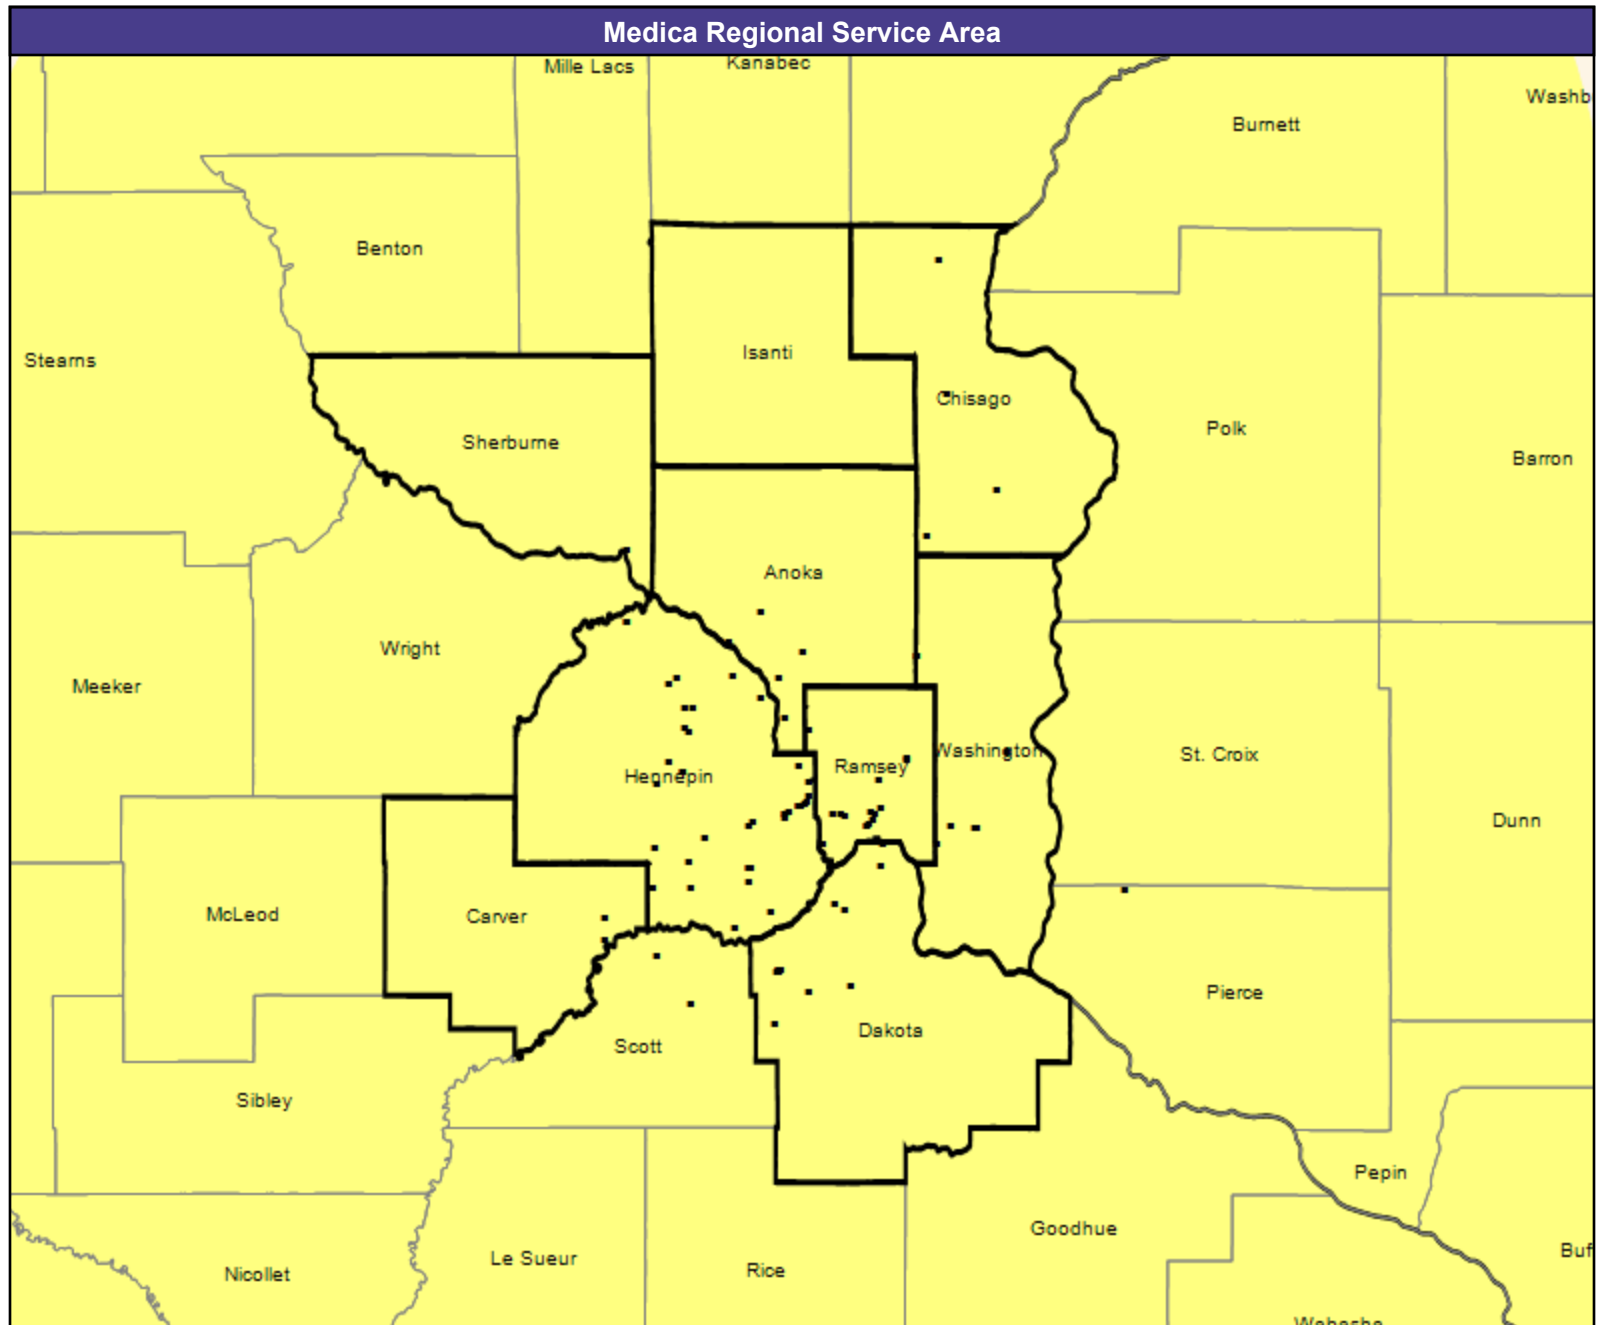 Medica Regional Service Area
Mille Lacs
Kanabec
Washb
Burnett
Benton
Stearns
Isanti
Chisago
Sherburne
Polk
Barron
Anoka
Wright
Meeker
Hennepin
Ramsey
Washington
St. Croix
Dunn
McLeod
Carver
Pierce
Scott
Dakota
Sibley
Pepin
Goodhue
Buf
Nicollet
Le Sueur
Rice